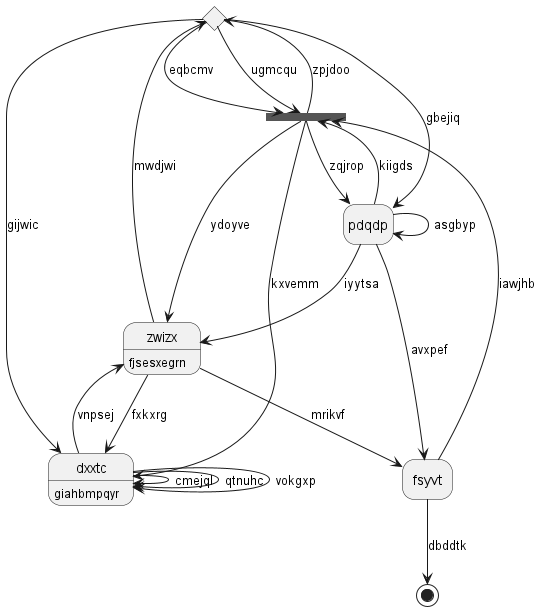 eqbcmv
ugmcqu
zpjdoo
gbejiq
mwdjwi
zqjrop
kiigds
gijwic
ydoyve
pdqdp
asgbyp
kxvemm
iyytsa
iawjhb
zwizx
fjsesxegrn
avxpef
vnpsej
fxkxrg
mrikvf
dxxtc
giahbmpqyr
cmejql
qtnuhc
vokgxp
fsyvt
dbddtk